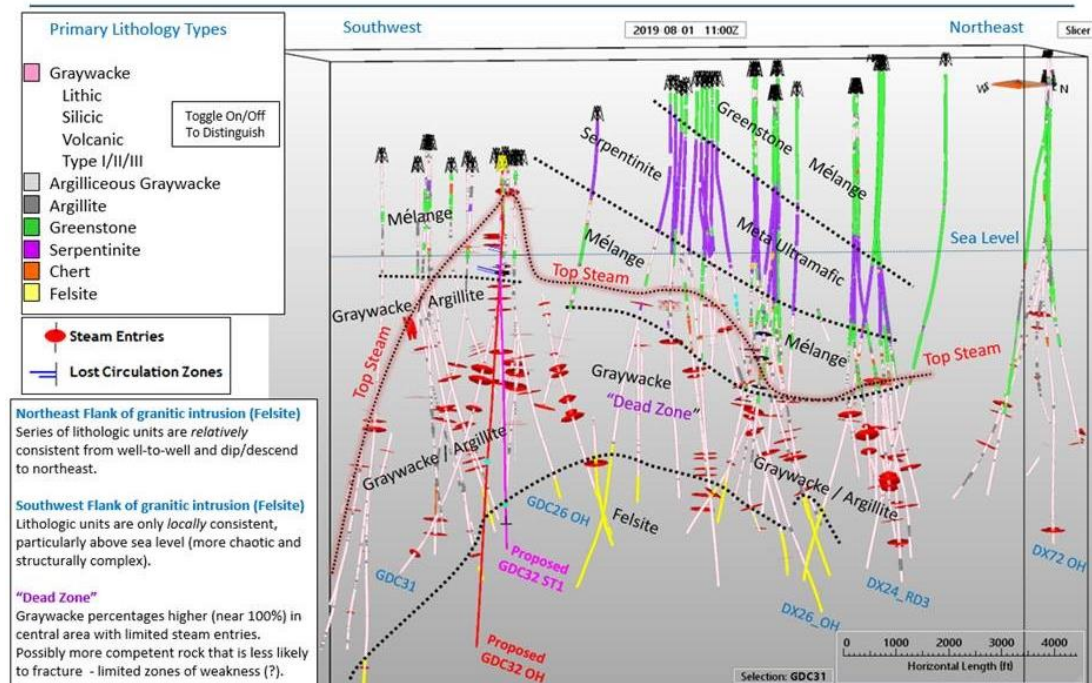 Primary Lithology Types
Graywacke
Lithic
Silicic
Volcanic
Type I/II/III
Toggle On/Off
To Distinguish
Argilliceous Graywacke
Argillite
Greenstone
Serpentinite
Chert
Felsite
Steam Entries
Lost Circulation Zones
Northeast Flank of granitic intrusion (Felsite)
Series of lithologic units are relatively
consistent from well-to-well and dip/descend
to northeast.
Southwest Flank of granitic intrusion (Felsite)
Lithologic units are only locally consistent,
particularly above sea level (more chaotic and
structurally complex).
"Dead Zone"
Graywacke percentages higher (near 100%) in
central area with limited steam entries.
Possibly more competent rock that is less likely
to fracture - limited zones of weakness (?).
Southwest
2019-08-01 11:00Z
Northeast
Slicer
W
S
N
Greenstone Mélange
Serpentinite
Meta Ultramafic
Mélange
Mélange
Mélange
Sea Level
Top Steam
Top Steam
Top Steam
Graywacke / Argillite
Graywacke
"Dead Zone"
Graywacke / Argillite
Graywacke / Argillite
Felsite
GDC31
GDC26 OH
Proposed
GDC32 ST1
Proposed
GDC32 OH
DX26_OH
DX24_RD3
DX72 OH
0 1000 2000 3000 4000
Horizontal Length (ft)
Selection: GDC31